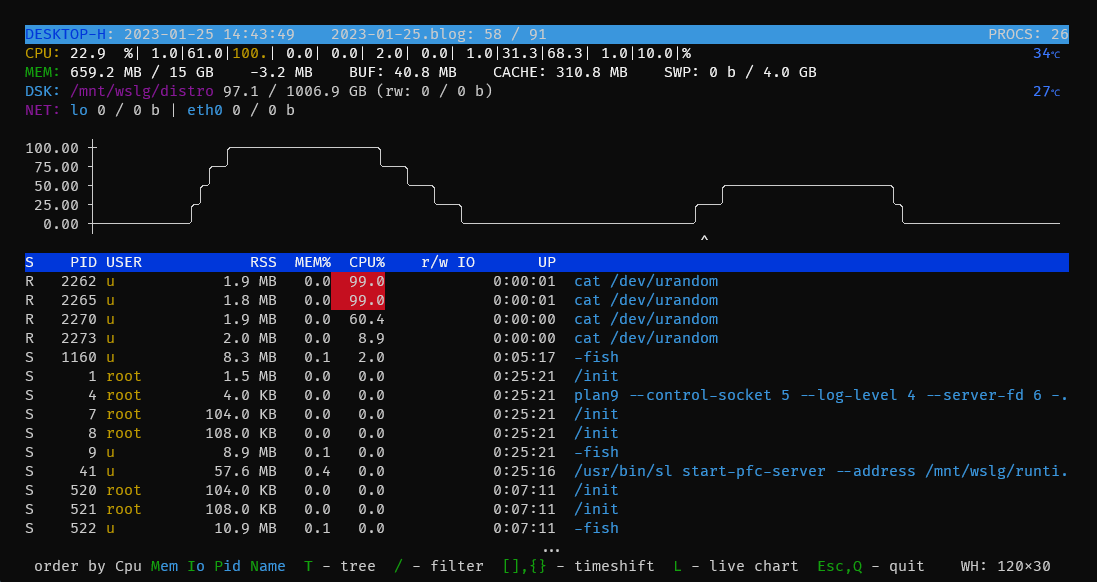 DESKTOP-H: 2023-01-25 14:43:49    2023-01-25.blog: 58 / 91    PROCS: 26
CPU: 22.9  %| 1.0|61.0|100.| 0.0| 0.0| 2.0| 0.0| 1.0|31.3|68.3| 1.0|10.0|%    34°C
MEM: 659.2 MB / 15 GB    -3.2 MB    BUF: 40.8 MB    CACHE: 310.8 MB    SWP: 0 b / 4.0 GB
DSK: /mnt/wslg/distro 97.1 / 1006.9 GB (rw: 0 / 0 b)    27°C
NET: lo 0 / 0 b | eth0 0 / 0 b
100.00
75.00
50.00
25.00
0.00
^
S    PID USER    RSS  MEM%  CPU%    r/w IO    UP
R   2262 u    1.9 MB   0.0  99.0    0:00:01  cat /dev/urandom
R   2265 u    1.8 MB   0.0  99.0    0:00:01  cat /dev/urandom
R   2270 u    1.9 MB   0.0  60.4    0:00:00  cat /dev/urandom
R   2273 u    2.0 MB   0.0   8.9    0:00:00  cat /dev/urandom
S   1160 u    8.3 MB   0.1   2.0    0:05:17  -fish
S      1 root    1.5 MB   0.0   0.0    0:25:21  /init
S      4 root    4.0 KB   0.0   0.0    0:25:21  plan9 --control-socket 5 --log-level 4 --server-fd 6 -.
S      7 root    104.0 KB   0.0   0.0    0:25:21  /init
S      8 root    108.0 KB   0.0   0.0    0:25:21  /init
S      9 u    8.9 MB   0.1   0.0    0:25:21  -fish
S     41 u    57.6 MB   0.4   0.0    0:25:16  /usr/bin/sl start-pfc-server --address /mnt/wslg/runti.
S    520 root    104.0 KB   0.0   0.0    0:07:11  /init
S    521 root    108.0 KB   0.0   0.0    0:07:11  /init
S    522 u    10.9 MB   0.1   0.0    0:07:11  -fish
...
order by Cpu Mem Io Pid Name  T - tree  / - filter  [],{} - timeshift  L - live chart  Esc,Q - quit    WH: 120×30